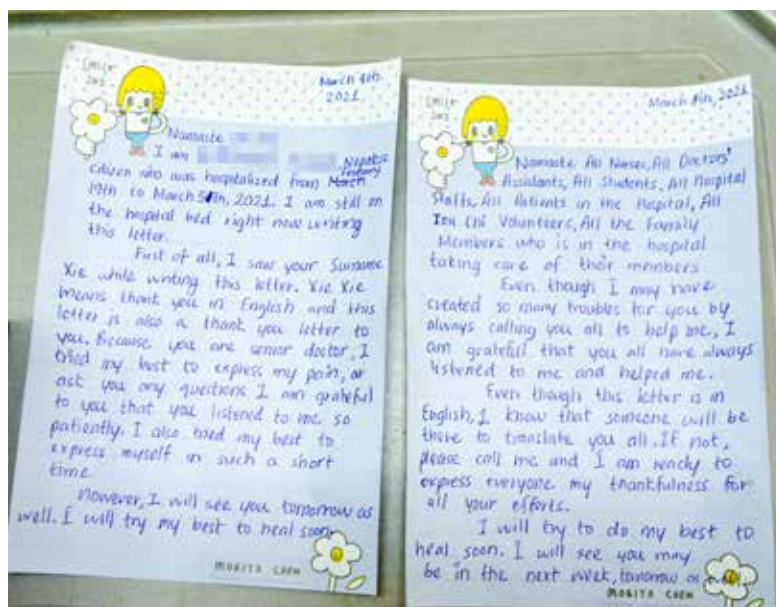 Smile
March 4th
2021
Namaste
I am Nepalese
February
citizen who was hospitalized from March
19th to March 5th, 2021. I am still on
the hospital bed right now writing
this letter.
First of all, I saw your Surname
Xie while writing this letter. Xie Xie
means thank you in English and this
letter is also a thank you letter to
you. Because you are senior doctor, I
tried my best to express my pain, or
ask you any questions. I am grateful
to you that you listened to me so
patiently. I also tried my best to
express myself in such a short
time.
However, I will see you tomorrow as
well. I will try my best to heal soon.
MORITA CHEN
Smile
March 4th, 2021
Namaste All Nurses, All Doctors'
Assistants, All Students, All Hospital
Staffs, All Patients in the Hospital, All
Tzu Chi Volunteers, All the Family
Members who is in the hospital
taking care of their members.
Even though I may have
created so many troubles for you by
always calling you all to help me, I
am grateful that you all have always
listened to me and helped me.
Even though this letter is in
English, I know that someone will be
there to translate you all. If not,
please call me and I am ready to
express everyone my thankfulness for
all your efforts.
I will try to do my best to
heal soon. I will see you may
be in the next week, tomorrow as
MORITA CHEN